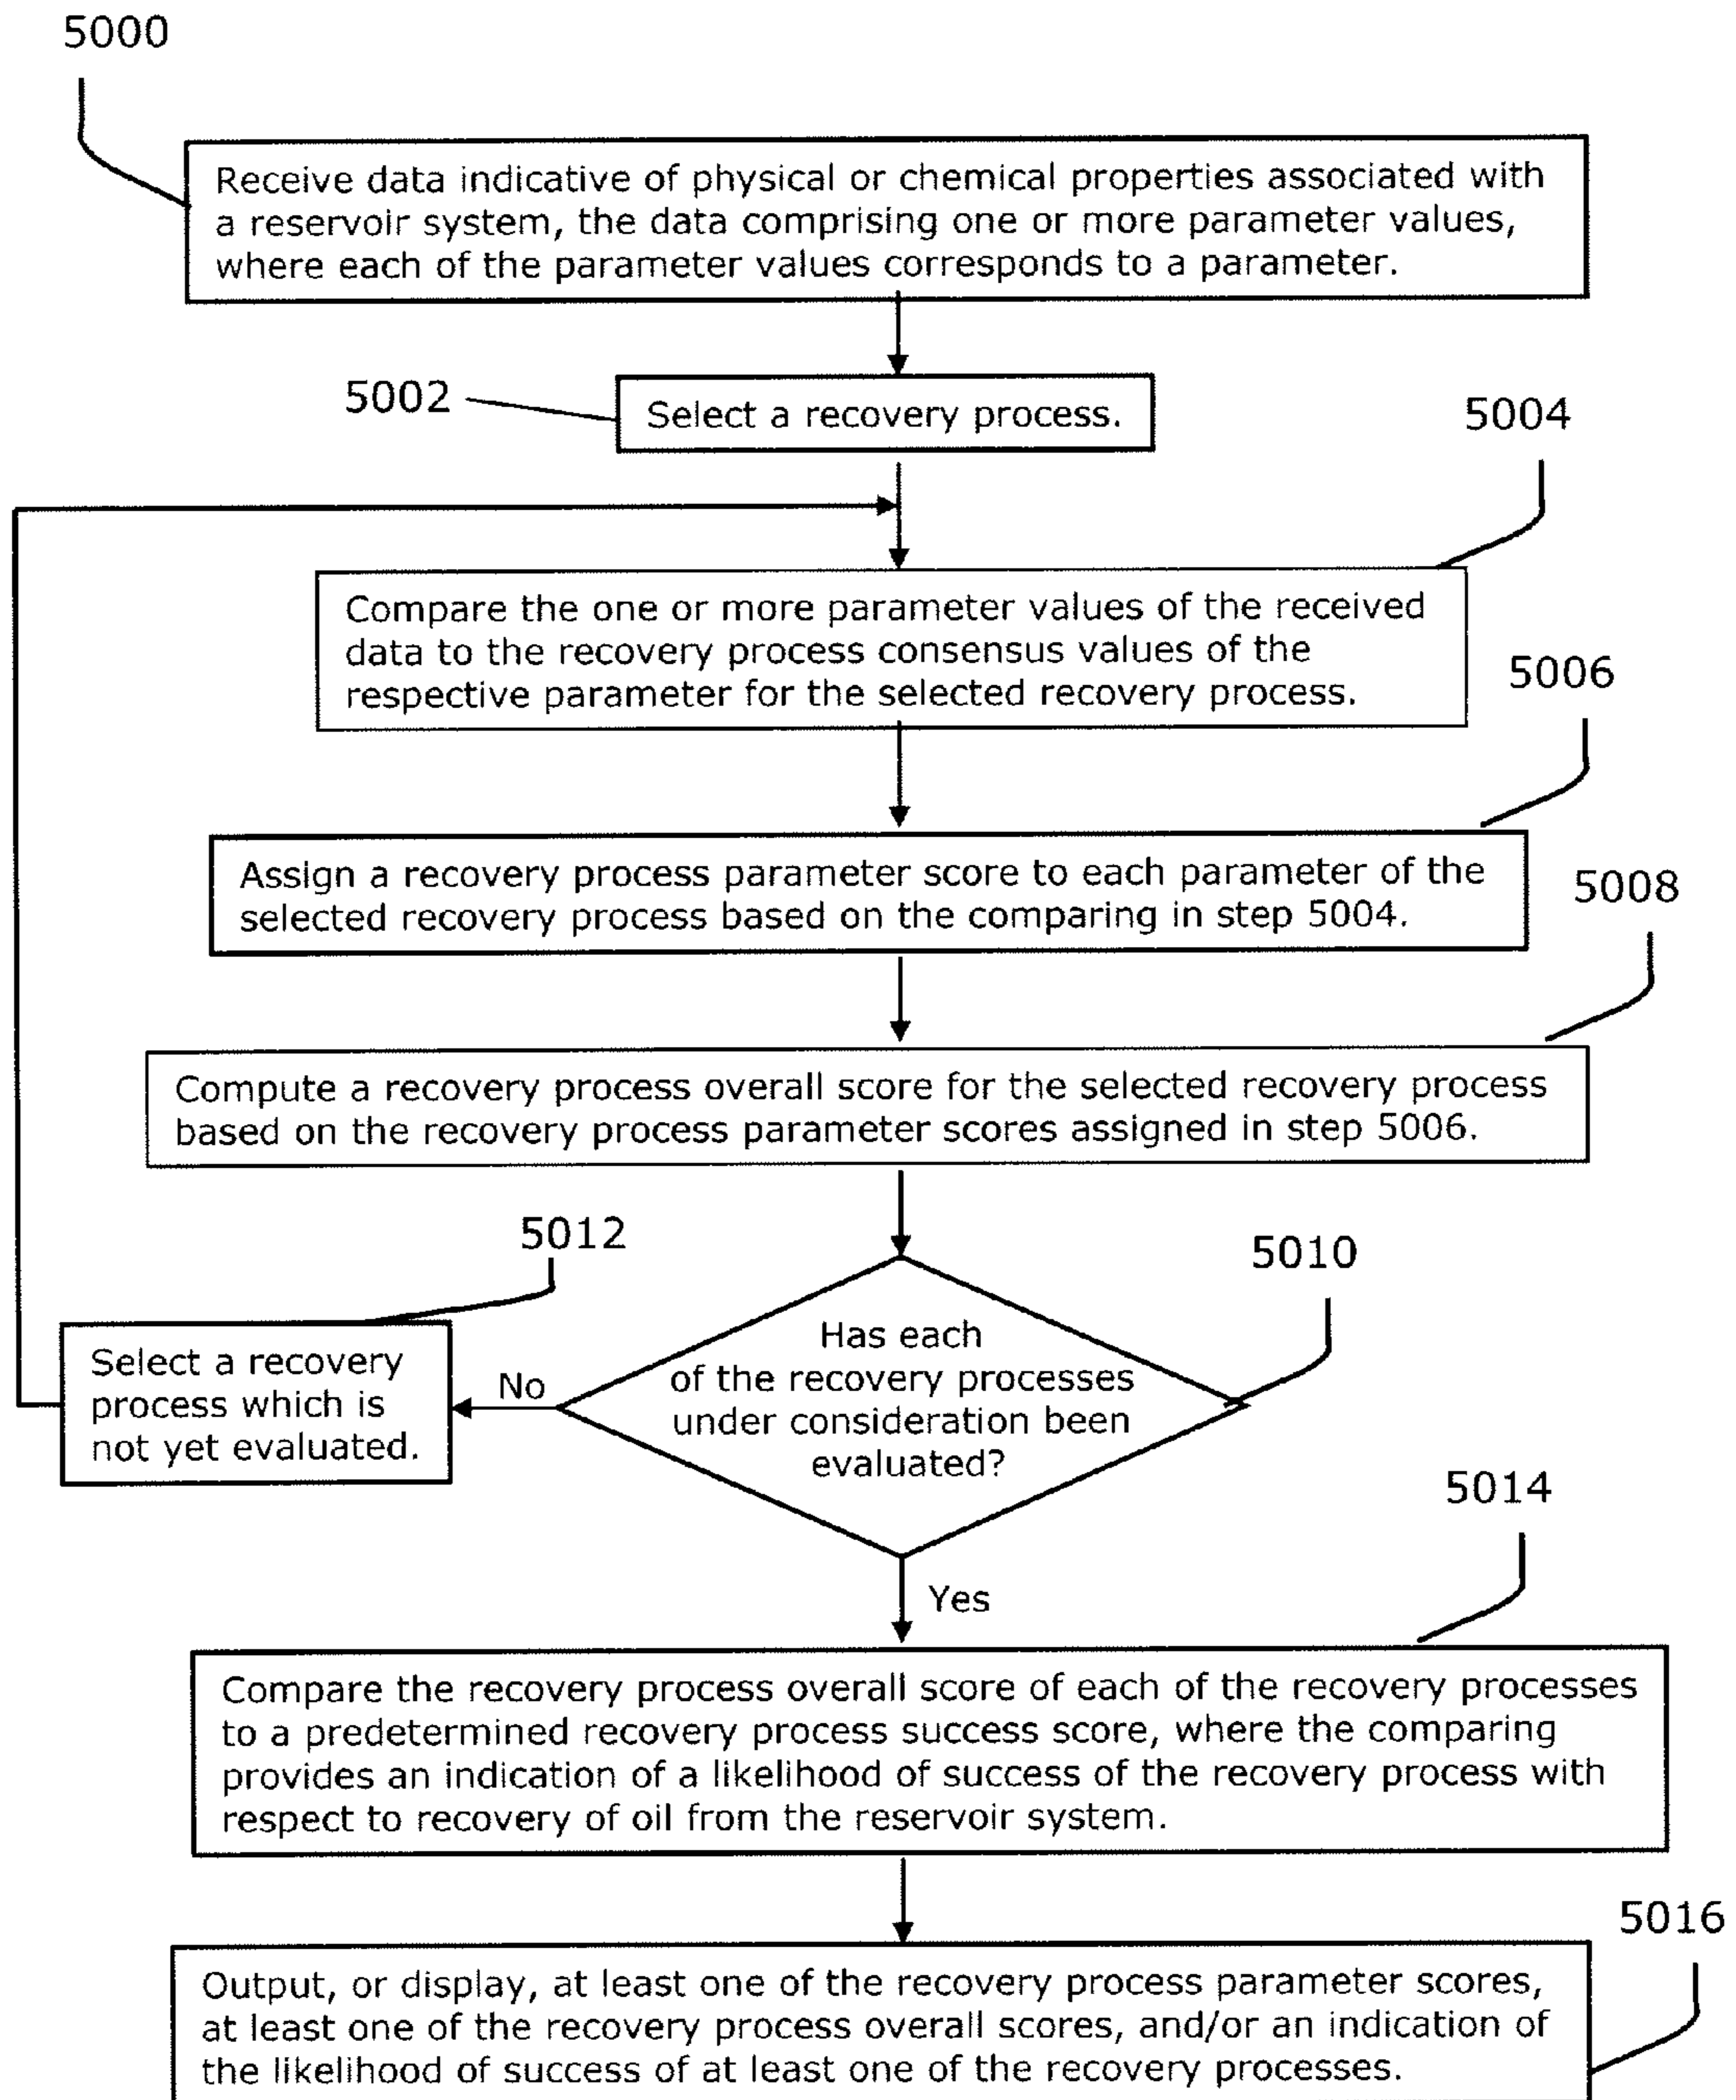 5000
Receive data indicative of physical or chemical properties associated with
a reservoir system, the data comprising one or more parameter values,
where each of the parameter values corresponds to a parameter.
5002
Select a recovery process.
5004
Compare the one or more parameter values of the received
data to the recovery process consensus values of the
respective parameter for the selected recovery process.
5006
Assign a recovery process parameter score to each parameter of the
selected recovery process based on the comparing in step 5004.
5008
Compute a recovery process overall score for the selected recovery process
based on the recovery process parameter scores assigned in step 5006.
5012
5010
Has each
of the recovery processes
under consideration been
evaluated?
No
Select a recovery
process which is
not yet evaluated.
Yes
5014
Compare the recovery process overall score of each of the recovery processes
to a predetermined recovery process success score, where the comparing
provides an indication of a likelihood of success of the recovery process with
respect to recovery of oil from the reservoir system.
5016
Output, or display, at least one of the recovery process parameter scores,
at least one of the recovery process overall scores, and/or an indication of
the likelihood of success of at least one of the recovery processes.